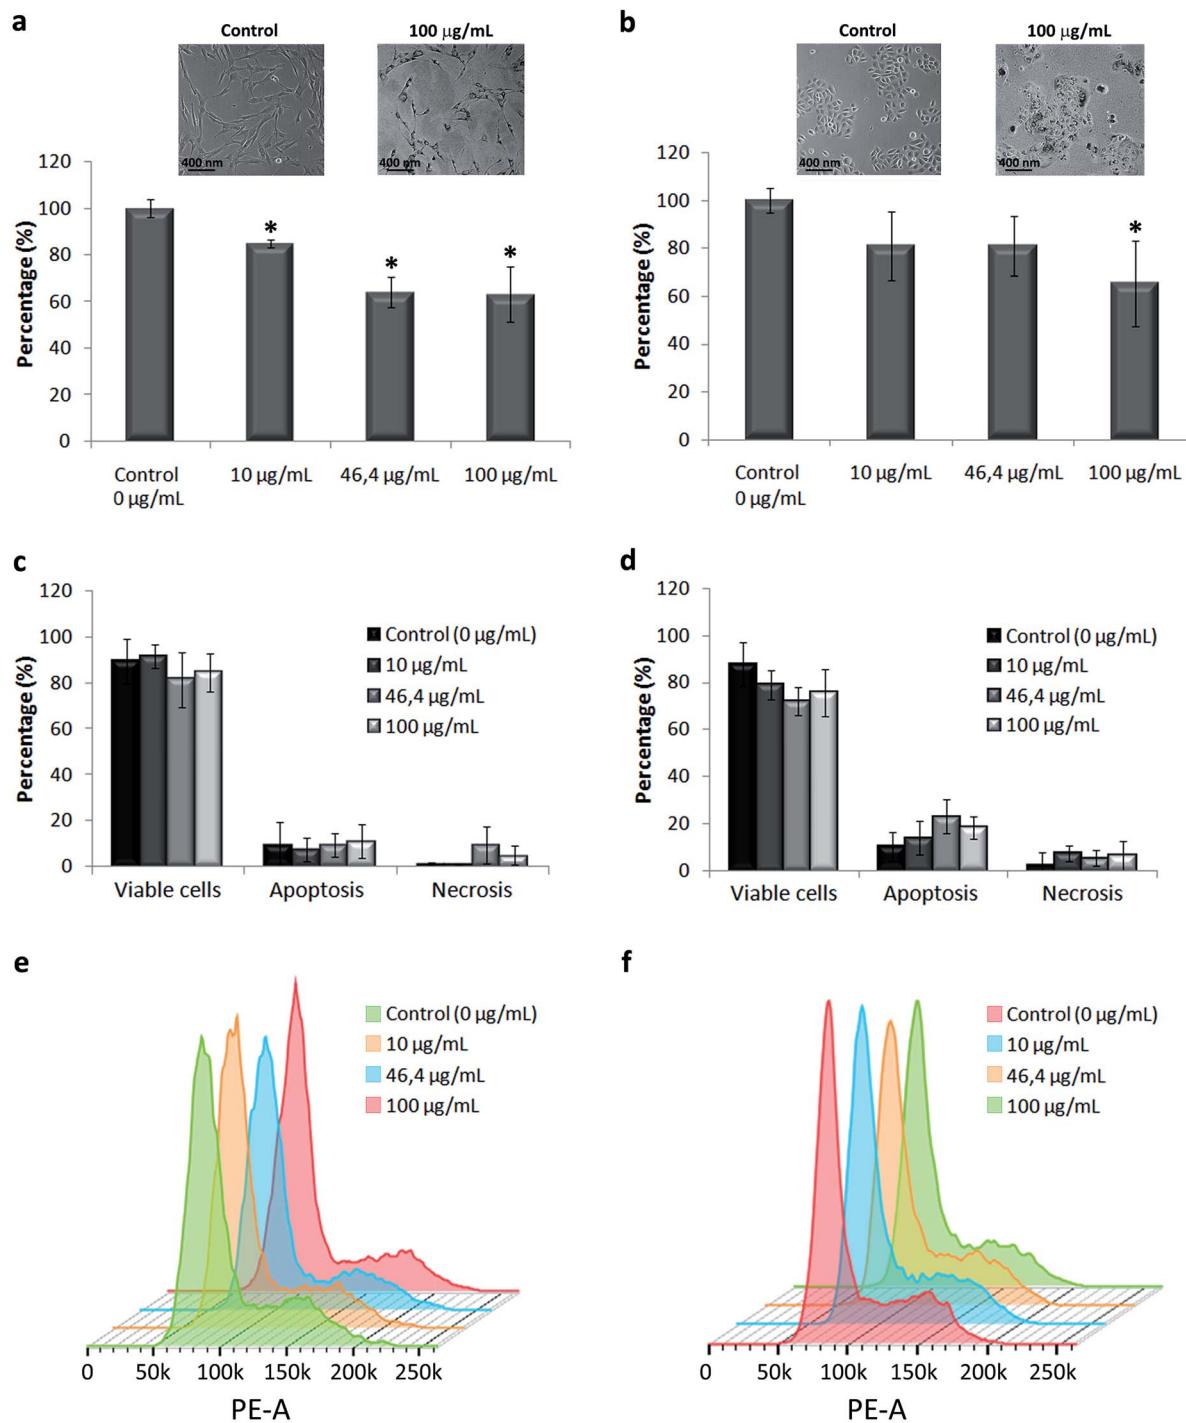 a
Control
100 µg/mL
400 nm
400 nm
Percentage (%)
120
100
80
60
40
20
0
*
*
*
Control
0 µg/mL
10 µg/mL
46,4 µg/mL
100 µg/mL
b
Control
100 µg/mL
400 nm
400 nm
Percentage (%)
120
100
80
60
40
20
0
*
Control
0 µg/mL
10 µg/mL
46,4 µg/mL
100 µg/mL
c
Percentage (%)
120
100
80
60
40
20
0
Control (0 µg/mL)
10 µg/mL
46,4 µg/mL
100 µg/mL
Viable cells
Apoptosis
Necrosis
d
Percentage (%)
120
100
80
60
40
20
0
Control (0 µg/mL)
10 µg/mL
46,4 µg/mL
100 µg/mL
Viable cells
Apoptosis
Necrosis
e
Control (0 µg/mL)
10 µg/mL
46,4 µg/mL
100 µg/mL
0
50k
100k
150k
200k
250k
PE-A
f
Control (0 µg/mL)
10 µg/mL
46,4 µg/mL
100 µg/mL
0
50k
100k
150k
200k
250k
PE-A